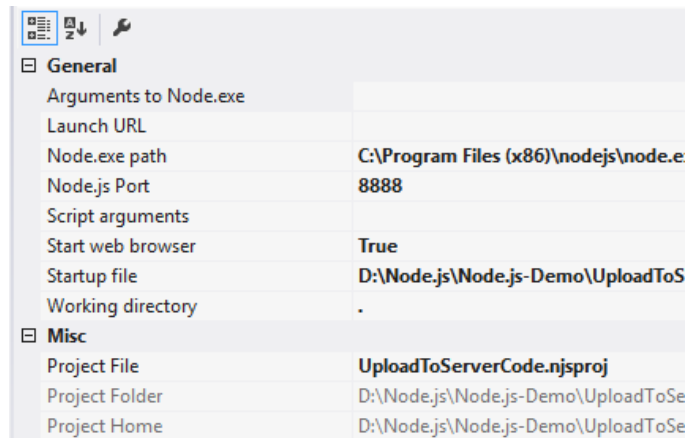 General
Arguments to Node.exe
Launch URL
Node.exe path C:\Program Files (x86)\nodejs\node.e
Node.js Port 8888
Script arguments
Start web browser True
Startup file D:\Node.js\Node.js-Demo\UploadToS
Working directory .
Misc
Project File UploadToServerCode.njsproj
Project Folder D:\Node.js\Node.js-Demo\UploadToSe
Project Home D:\Node.js\Node.js-Demo\UploadToSe